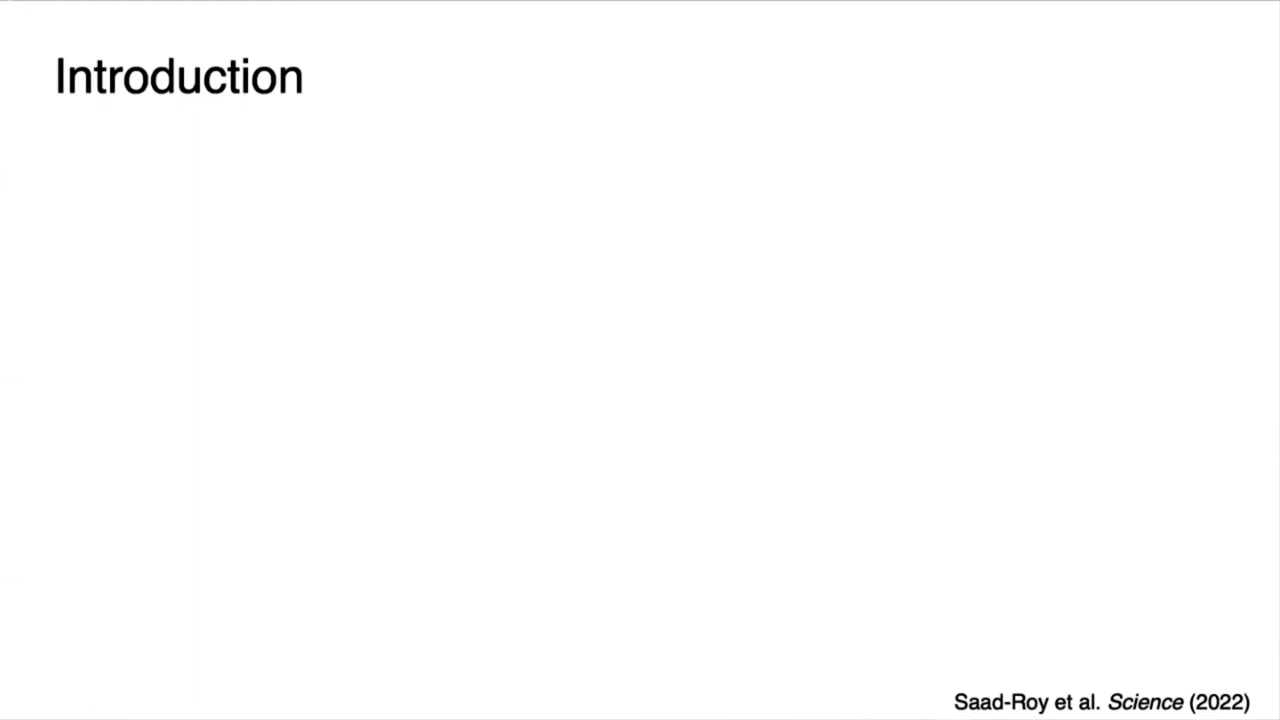 Introduction
Saad-Roy et al. Science (2022)